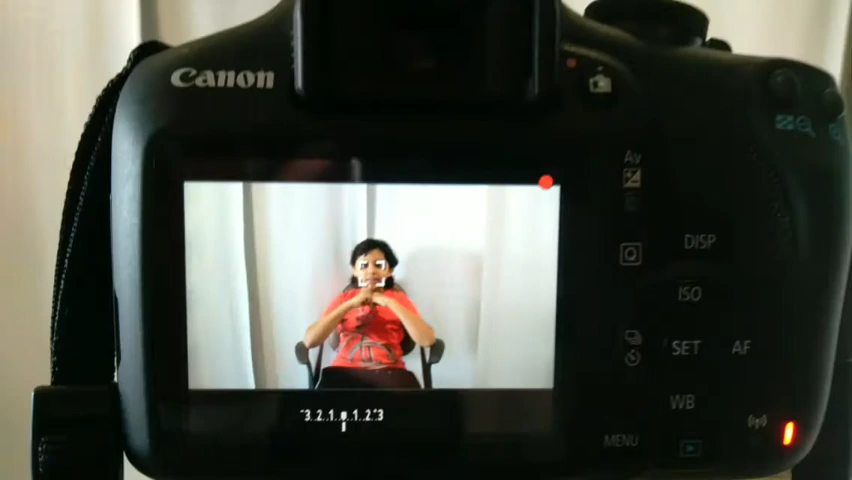 Canon
Av
DISP
Q
ISO
SET AF
WB
MENU
-3..2..1..0..1..2.+3